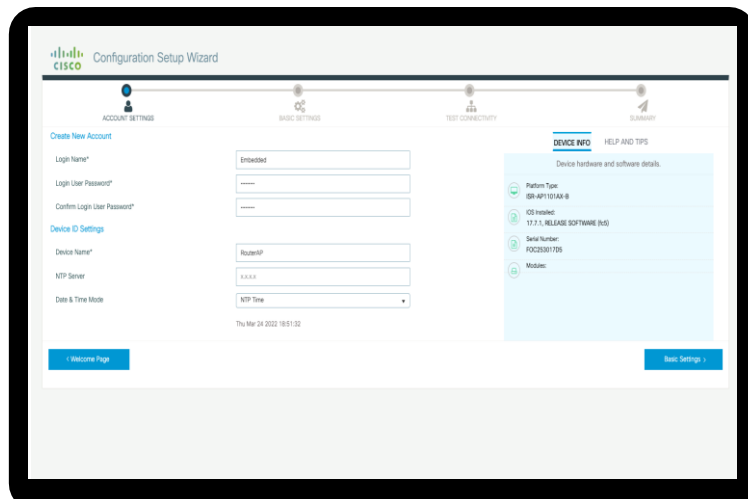 CISCO
Configuration Setup Wizard
ACCOUNT SETTINGS
BASIC SETTINGS
TEST CONNECTIVITY
SUMMARY
Create New Account
Login Name*
Embedded
Login User Password*
Confirm Login User Password*
Device ID Settings
Device Name*
RouterAP
NTP Server
x.x.x.x
Date & Time Mode
NTP Time
Thu Mar 24 2022 18:51:32
DEVICE INFO HELP AND TIPS
Device hardware and software details.
Platform Type:
ISR-AP1101AX-B
IOS Installed:
17.7.1, RELEASE SOFTWARE (fc5)
Serial Number:
FOC253017D5
Modules:
‹ Welcome Page
Basic Settings ›